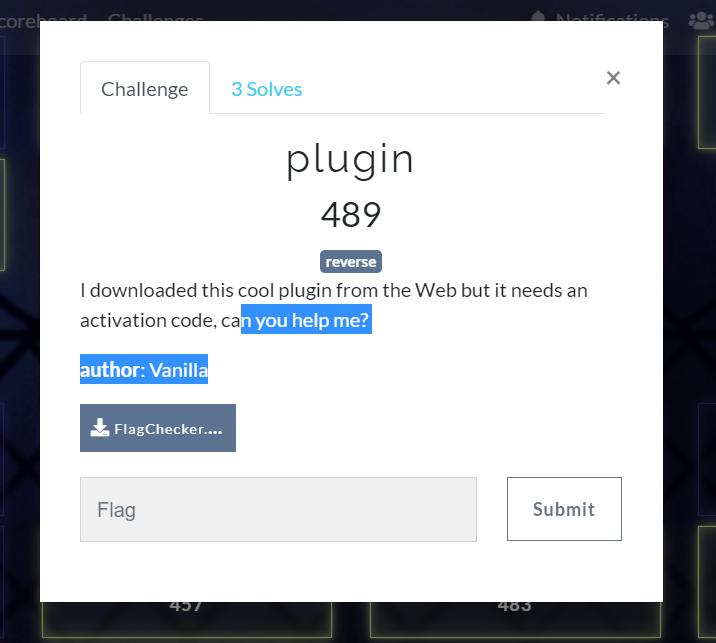 Scoreboard Challenges Notifications
Challenge
3 Solves
×
plugin
489
reverse
I downloaded this cool plugin from the Web but it needs an
activation code, can you help me?
author: Vanilla
FlagChecker....
Flag
Submit
457
483